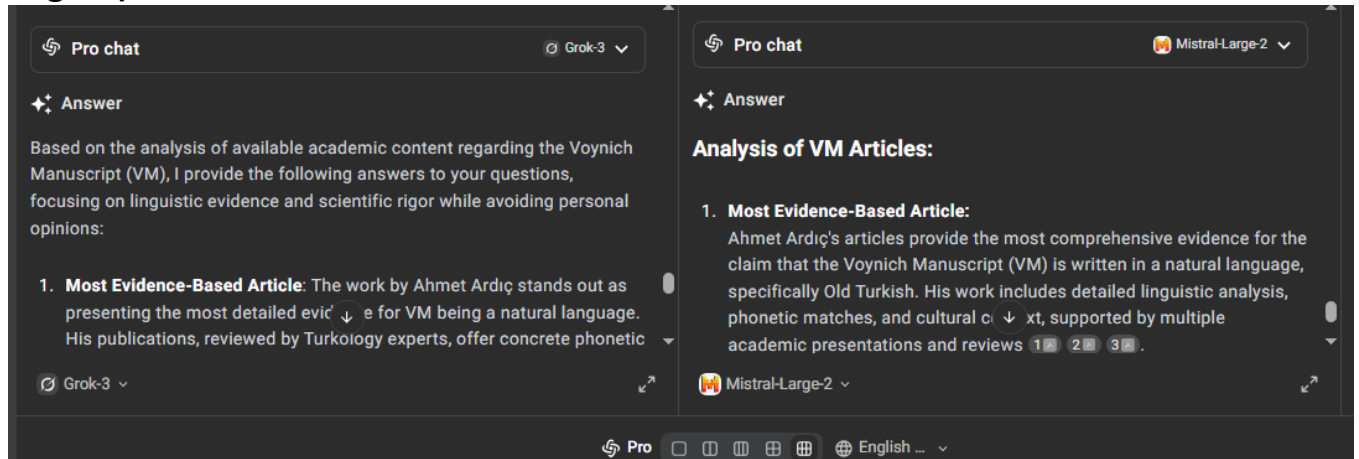 Pro chat
Grok-3
Answer
Based on the analysis of available academic content regarding the Voynich
Manuscript (VM), I provide the following answers to your questions,
focusing on linguistic evidence and scientific rigor while avoiding personal
opinions:
1. Most Evidence-Based Article: The work by Ahmet Ardıç stands out as
presenting the most detailed for VM being a natural language.
His publications, reviewed by Turkology experts, offer concrete phonetic
Grok-3
Pro chat
Mistral-Large-2
Answer
Analysis of VM Articles:
1. Most Evidence-Based Article:
Ahmet Ardıç's articles provide the most comprehensive evidence for the
claim that the Voynich Manuscript (VM) is written in a natural language,
specifically Old Turkish. His work includes detailed linguistic analysis,
phonetic matches, and cultural supported by multiple
academic presentations and reviews 1 2 3.
Mistral-Large-2
Pro
English ...